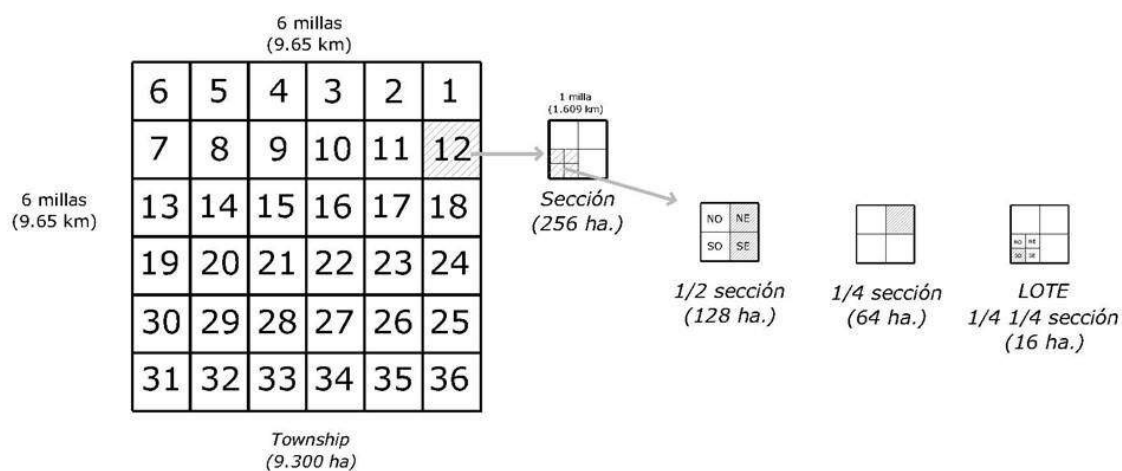 6 millas
(9.65 km)
6 5 4 3 2 1
7 8 9 10 11 12
13 14 15 16 17 18
19 20 21 22 23 24
30 29 28 27 26 25
31 32 33 34 35 36
6 millas
(9.65 km)
Township
(9.300 ha)
1 milla
(1.609 km)
Sección
(256 ha.)
NO NE
SO SE
1/2 sección
(128 ha.)
1/4 sección
(64 ha.)
NO NE
SO SE
LOTE
1/4 1/4 sección
(16 ha.)